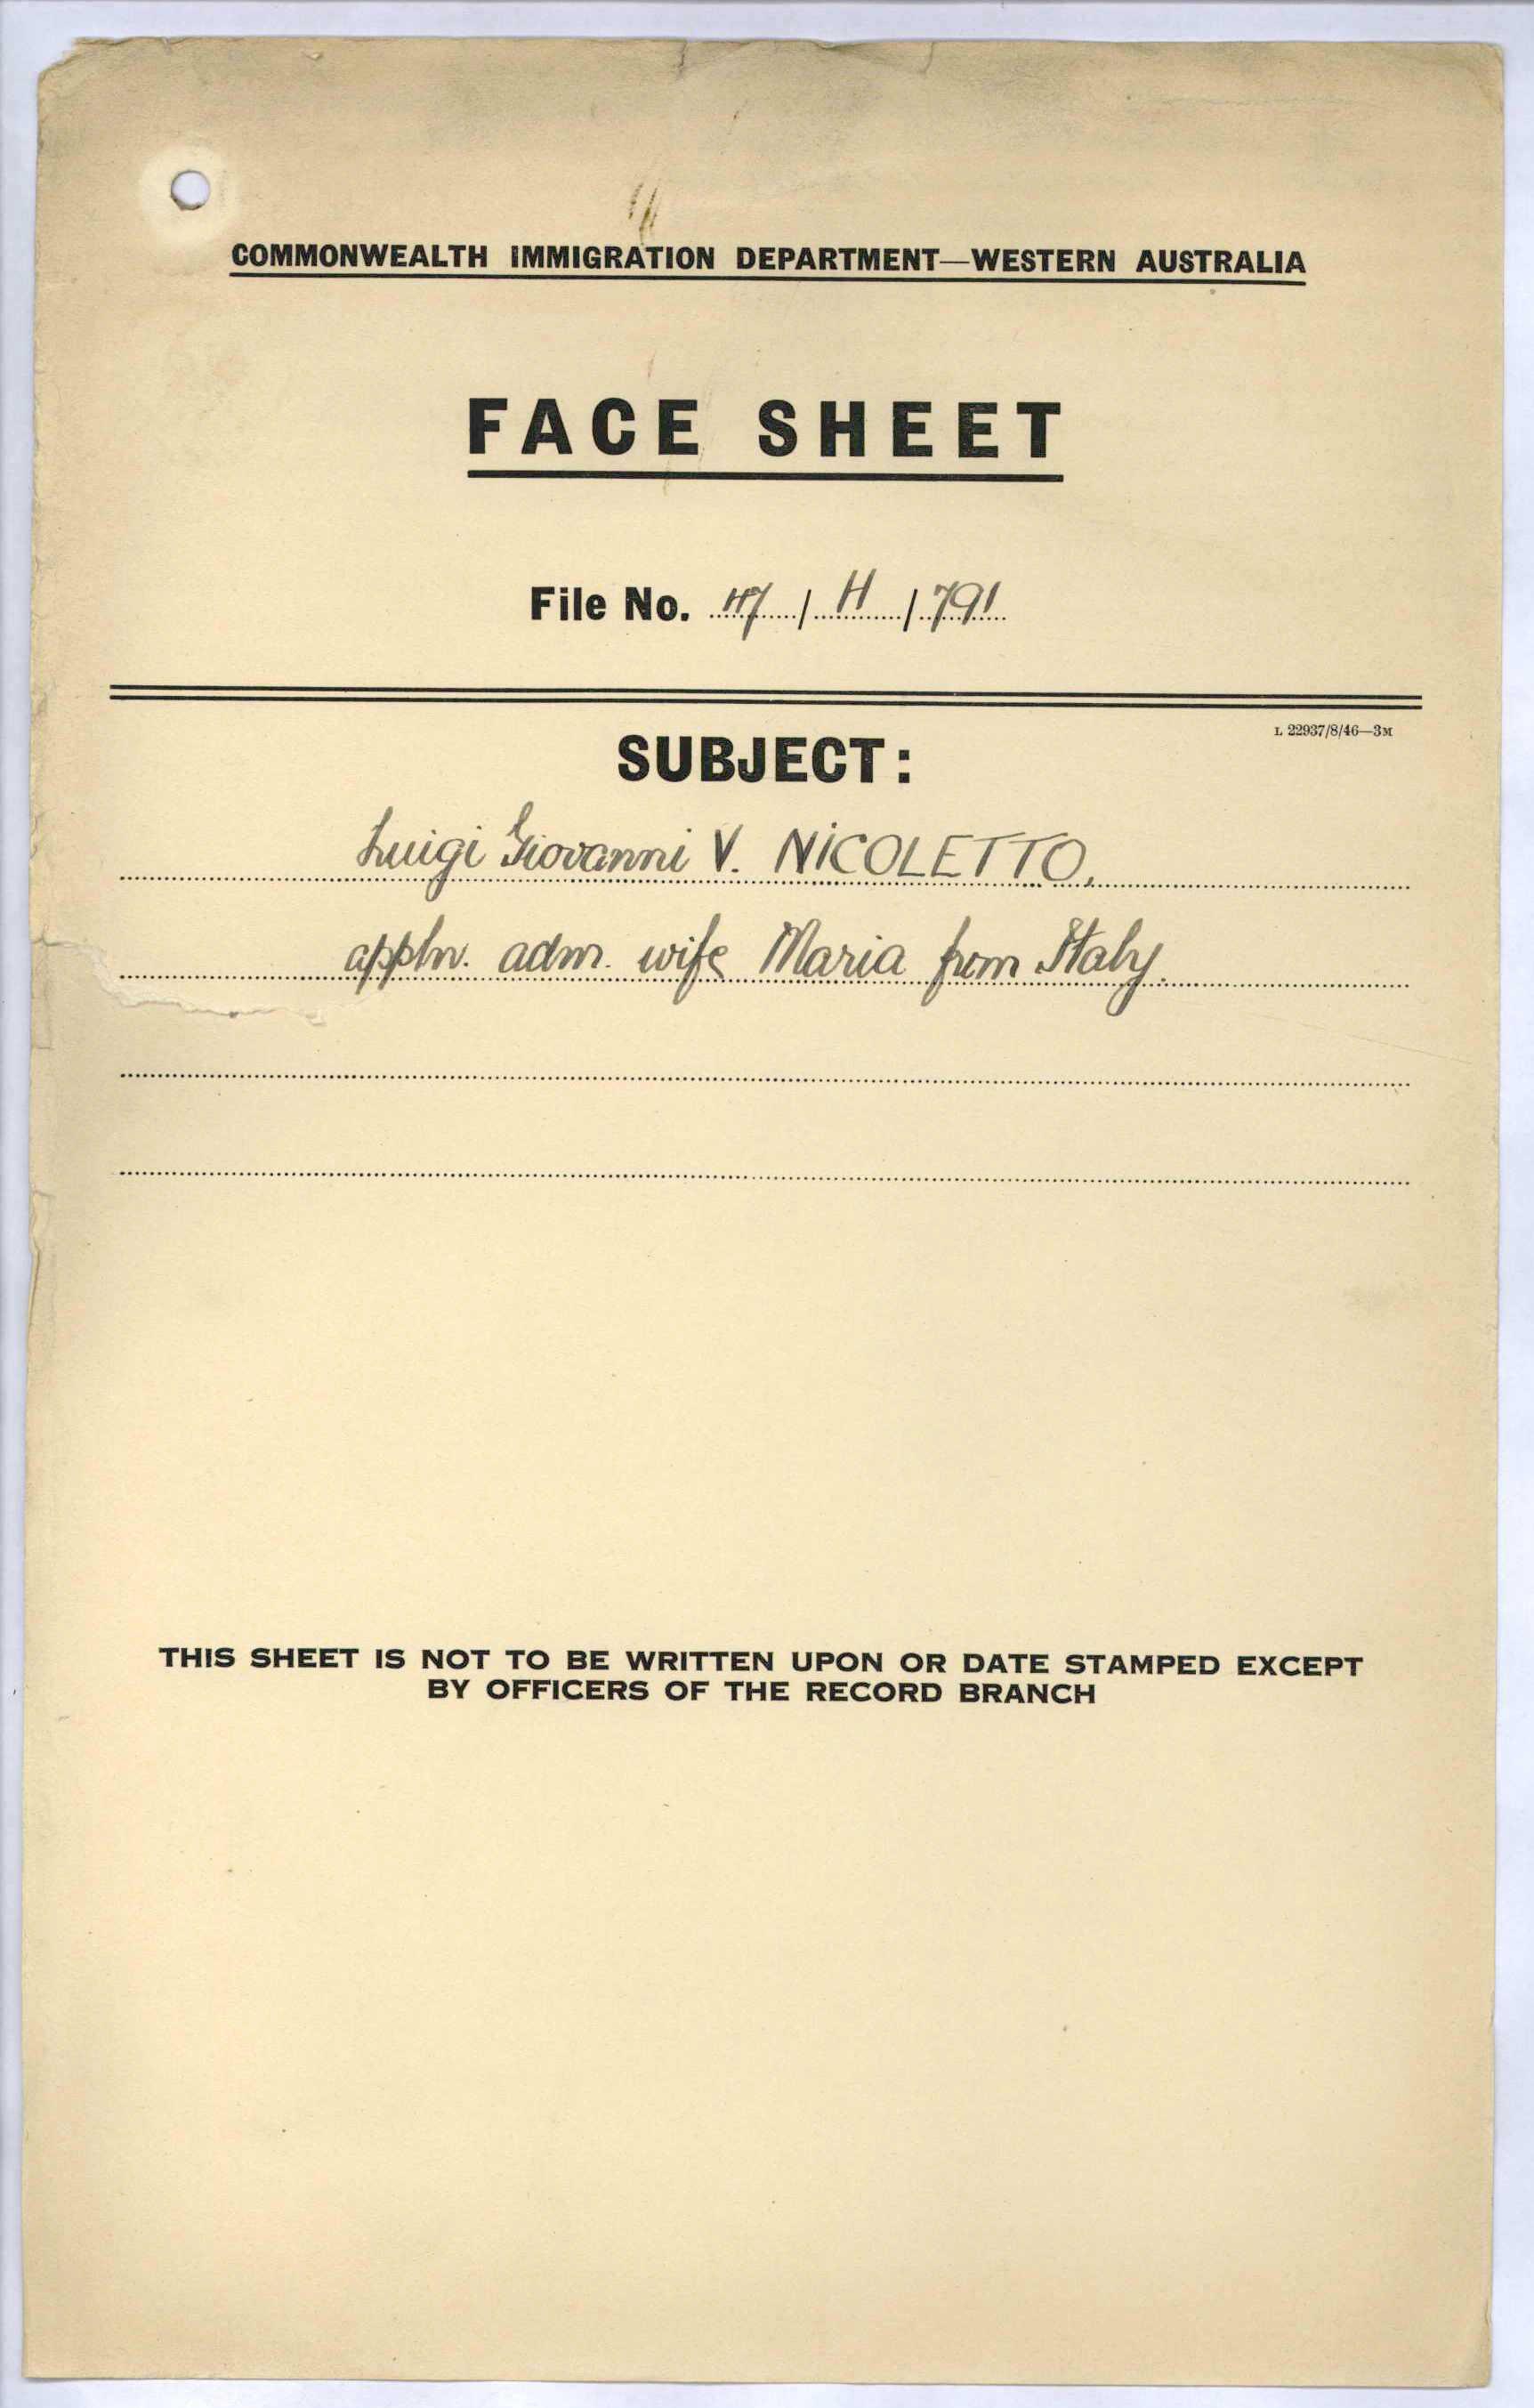 COMMONWEALTH IMMIGRATION DEPARTMENT—WESTERN AUSTRALIA
FACE SHEET
File No. 47 / H / 791
L 22937/8/46—3M
SUBJECT:
Luigi Giovanni V. NICOLETTO.
appln. adm. wife Maria from Italy.
THIS SHEET IS NOT TO BE WRITTEN UPON OR DATE STAMPED EXCEPT
BY OFFICERS OF THE RECORD BRANCH